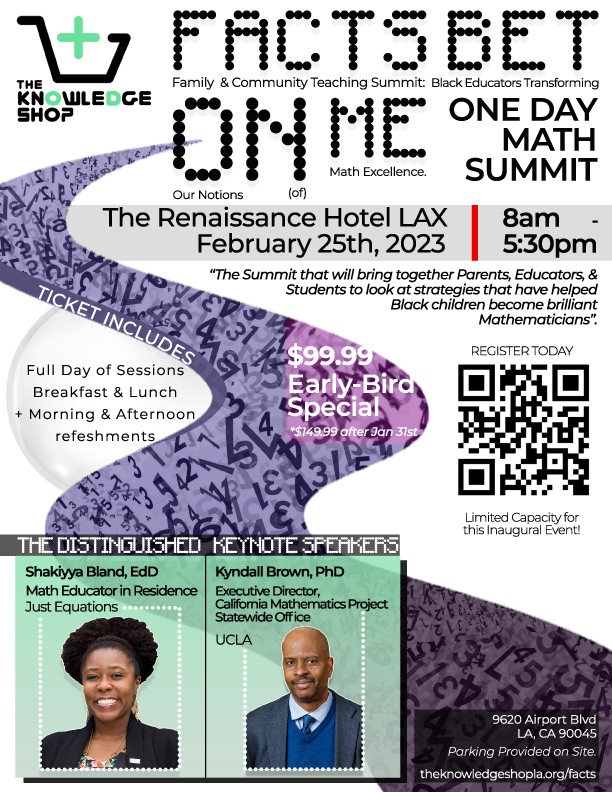 THE
KNOWLEDGE
SHOP
FACTS BET
Family & Community Teaching Summit: Black Educators Transforming
ON ME
Our Notions (of) Math Excellence.
ONE DAY
MATH
SUMMIT
The Renaissance Hotel LAX
February 25th, 2023
8am -
5:30pm
“The Summit that will bring together Parents, Educators, &
Students to look at strategies that have helped
Black children become brilliant
Mathematicians”.
TICKET INCLUDES
Full Day of Sessions
Breakfast & Lunch
+ Morning & Afternoon
refeshments
$99.99
Early-Bird
Special
*$149.99 after Jan 31st
REGISTER TODAY
Limited Capacity for
this Inaugural Event!
THE DISTINGUISHED KEYNOTE SPEAKERS
Shakiyya Bland, EdD
Math Educator in Residence
Just Equations
Kyndall Brown, PhD
Executive Director,
California Mathematics Project
Statewide Office
UCLA
9620 Airport Blvd
LA, CA 90045
Parking Provided on Site.
theknowledgeshopla.org/facts